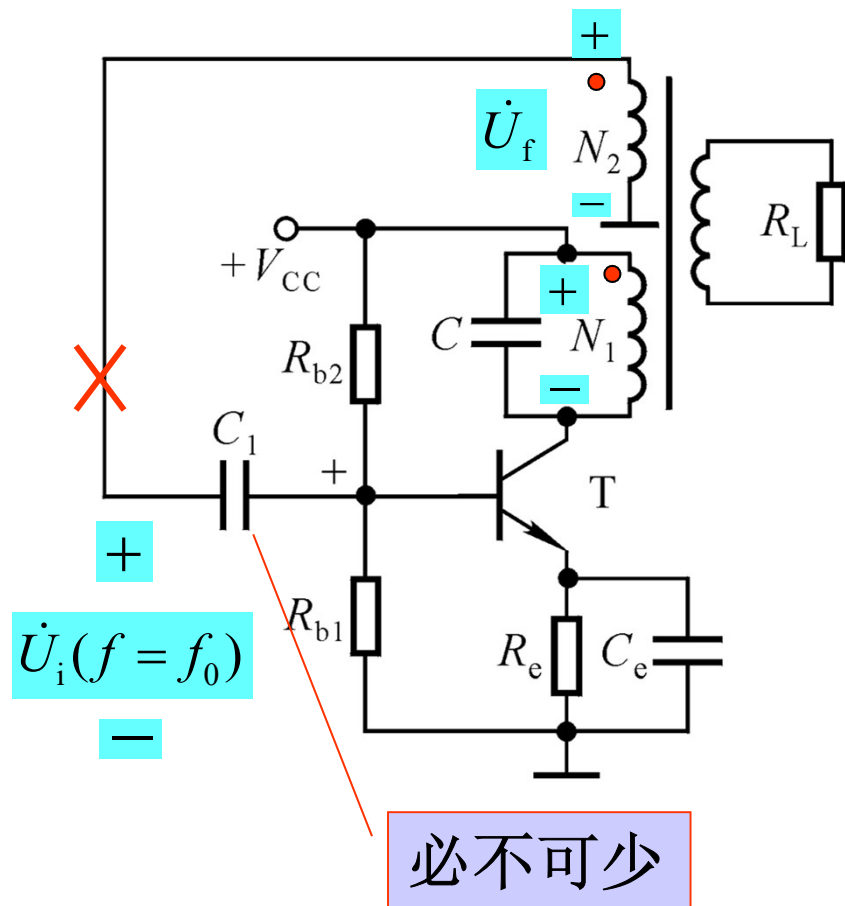 +
U̇f
N2
−
RL
+VCC
+
C
N1
Rb2
−
C1
+
T
+
Rb1
U̇i(f = f0)
Re
Ce
−
必不可少